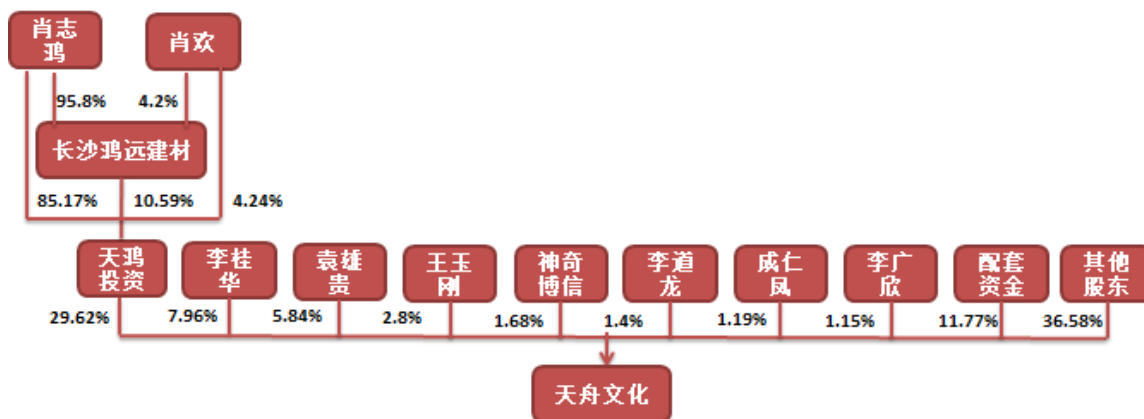 肖志
鸿
肖欢
95.8%
4.2%
长沙鸿远建材
85.17%
10.59%
4.24%
天鸿
投资
李桂
华
袁雄
贵
王玉
刚
神奇
博信
李道
龙
成仁
凤
李广
欣
配套
资金
其他
股东
29.62%
7.96%
5.84%
2.8%
1.68%
1.4%
1.19%
1.15%
11.77%
36.58%
天舟文化